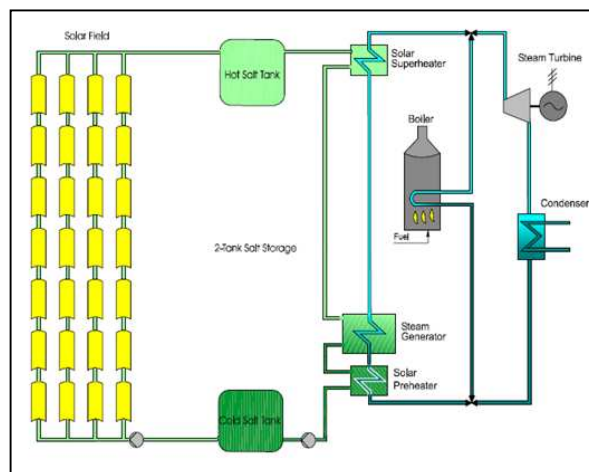 Solar Field
Hot Salt Tank
Solar
Superheater
Steam Turbine
Boiler
Fuel
Condenser
2-Tank Salt Storage
Steam
Generator
Solar
Preheater
Cold Salt Tank